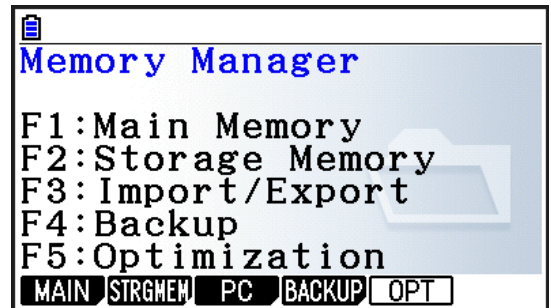 Memory Manager
F1:Main Memory
F2:Storage Memory
F3:Import/Export
F4:Backup
F5:Optimization
MAIN STRGMEM PC BACKUP OPT